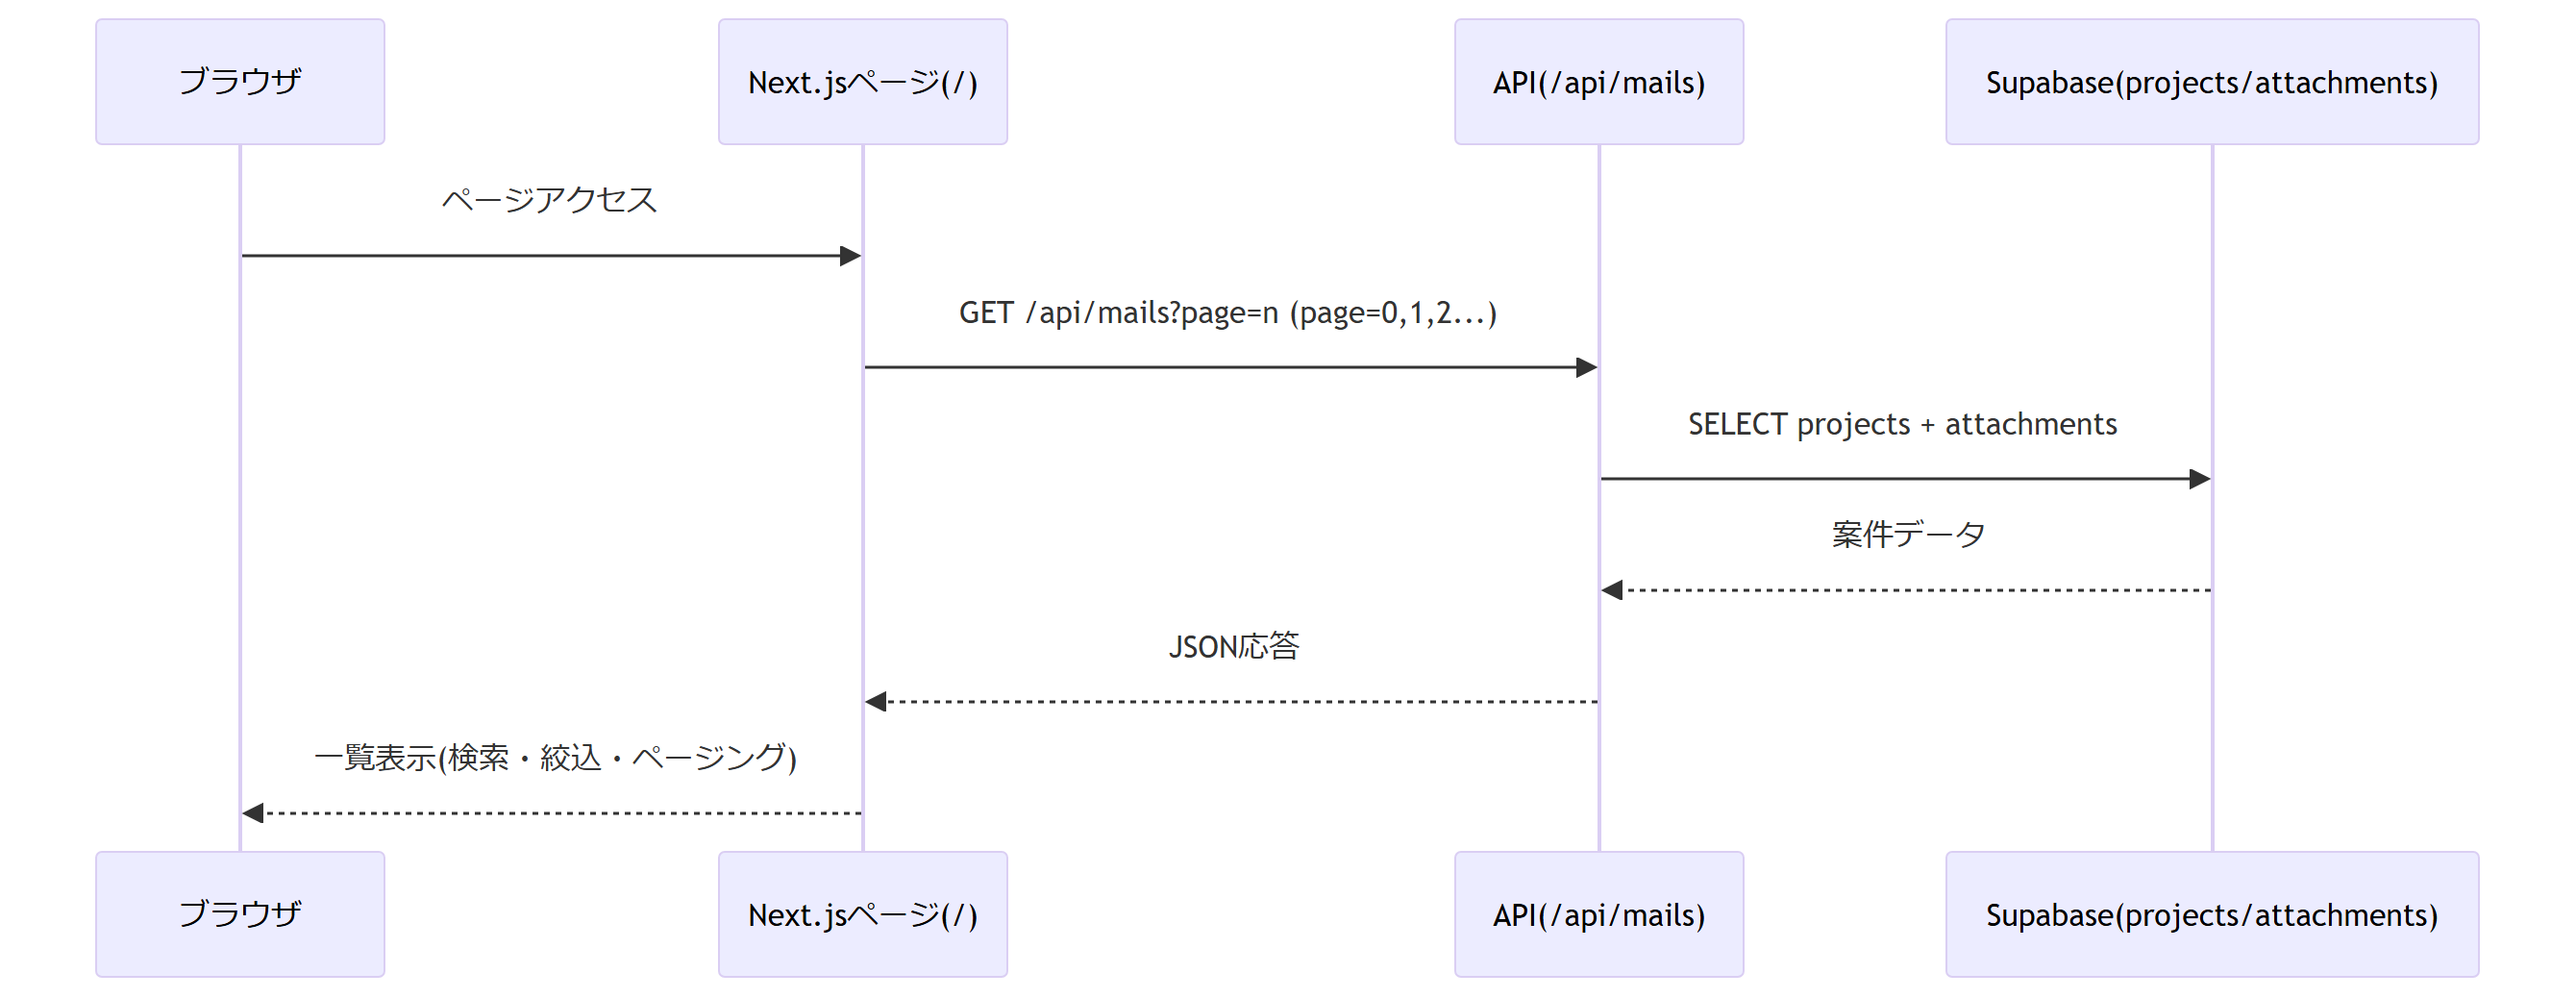 ブラウザ
Next.jsページ(/)
API(/api/mails)
Supabase(projects/attachments)
ページアクセス
GET /api/mails?page=n (page=0,1,2...)
SELECT projects + attachments
案件データ
JSON応答
一覧表示(検索・絞込・ページング)
ブラウザ
Next.jsページ(/)
API(/api/mails)
Supabase(projects/attachments)